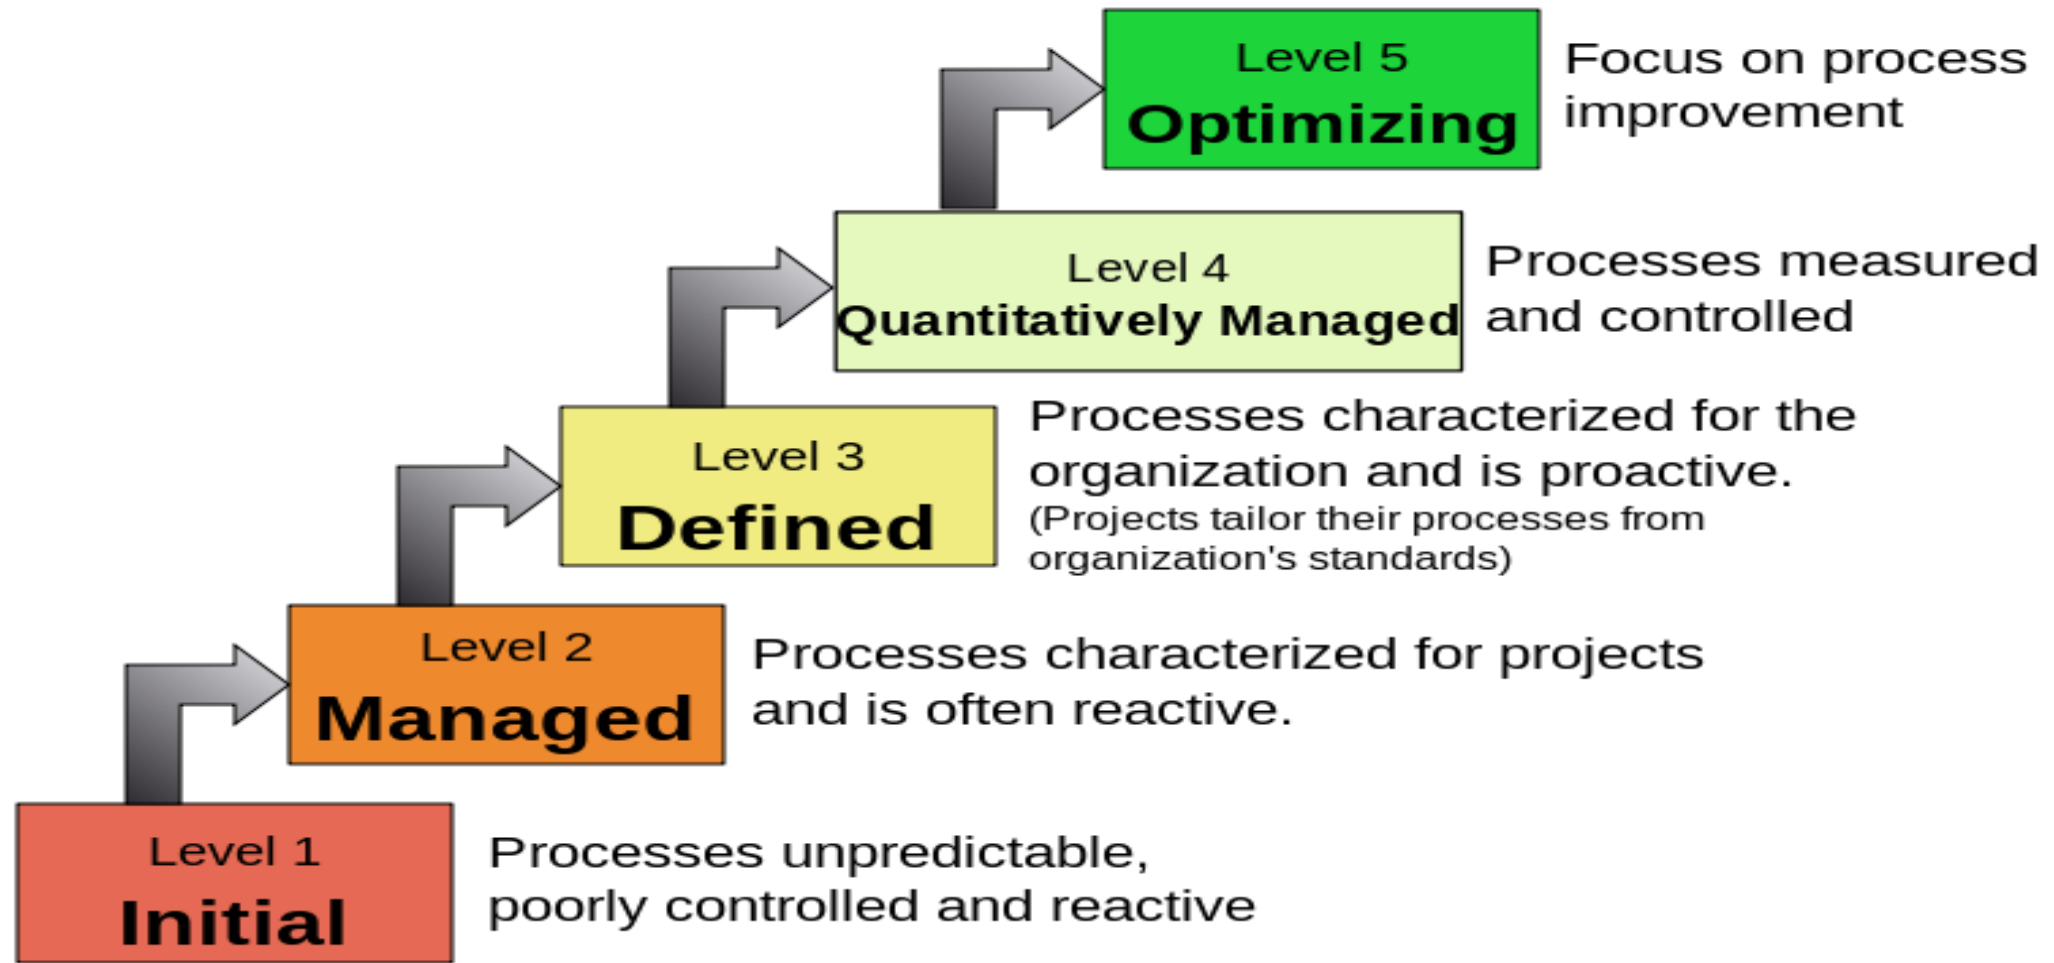 Level 5
Optimizing
Focus on process
improvement
Level 4
Quantitatively Managed
Processes measured
and controlled
Level 3
Defined
Processes characterized for the
organization and is proactive.
(Projects tailor their processes from
organization's standards)
Level 2
Managed
Processes characterized for projects
and is often reactive.
Level 1
Initial
Processes unpredictable,
poorly controlled and reactive